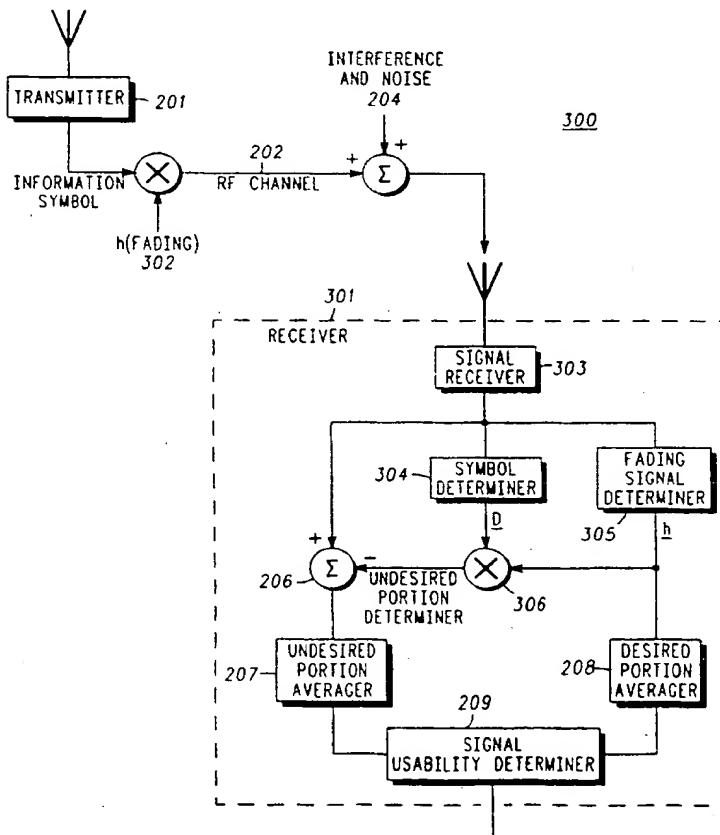 TRANSMITTER
201
INTERFERENCE
AND NOISE
204
300
+
+
Σ
202
RF CHANNEL
INFORMATION
SYMBOL
h(FADING)
302
301
RECEIVER
SIGNAL
RECEIVER
303
304
SYMBOL
DETERMINER
FADING
SIGNAL
DETERMINER
305
D
h
+
-
Σ
206
UNDESIRED
PORTION
DETERMINER
306
207
UNDESIRED
PORTION
AVERAGER
208
DESIRED
PORTION
AVERAGER
209
SIGNAL
USABILITY DETERMINER